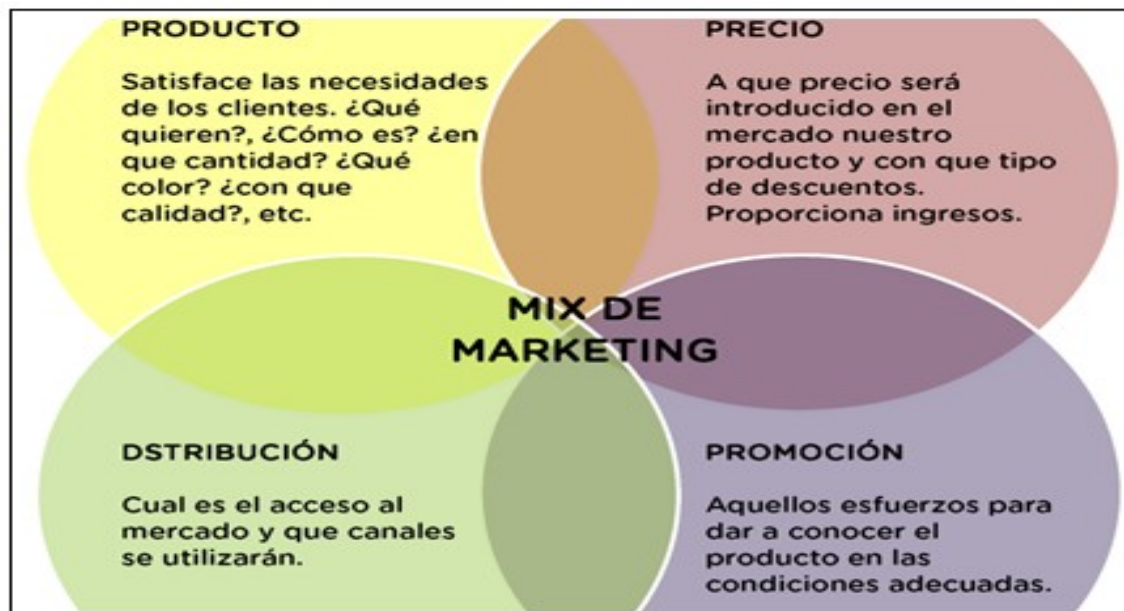 PRODUCTO
Satisface las necesidades
de los clientes. ¿Qué
quieren?, ¿Cómo es? ¿en
que cantidad? ¿Qué
color? ¿con que
calidad?, etc.
PRECIO
A que precio será
introducido en el
mercado nuestro
producto y con que tipo
de descuentos.
Proporciona ingresos.
MIX DE
MARKETING
DSTRIBUCIÓN
Cual es el acceso al
mercado y que canales
se utilizarán.
PROMOCIÓN
Aquellos esfuerzos para
dar a conocer el
producto en las
condiciones adecuadas.